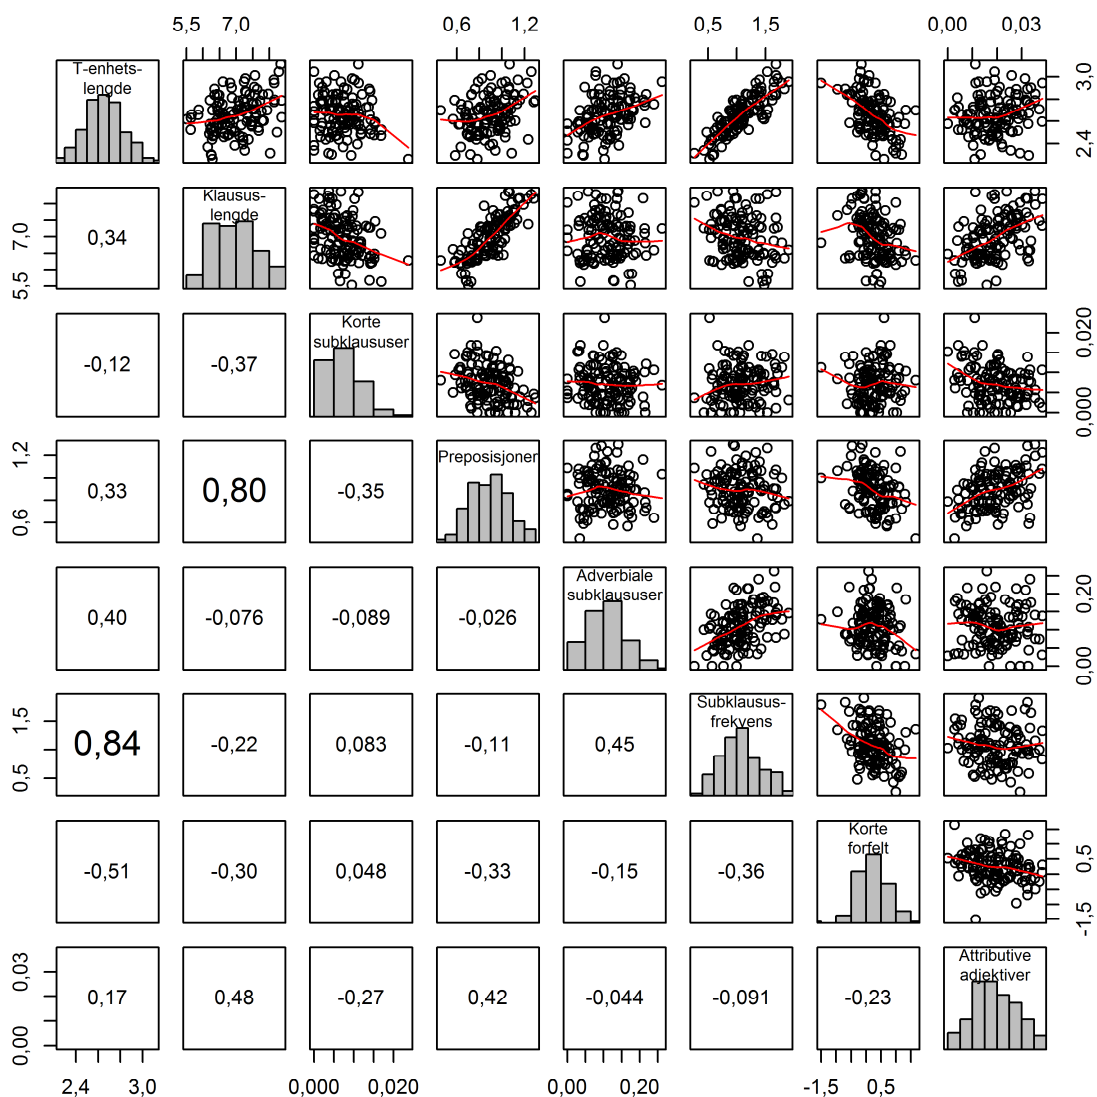 5,5 7,0 0,6 1,2 0,5 1,5 0,00 0,03
T-enhets-
lengde
2,4 3,0
5,5 7,0
0,34
Klausus-
lengde
-0,12
-0,37
Korte
subklaususer
0,000 0,020
0,6 1,2
0,33
0,80
-0,35
Preposisjoner
0,40
-0,076
-0,089
-0,026
Adverbiale
subklaususer
0,00 0,20
0,5 1,5
0,84
-0,22
0,083
-0,11
0,45
Subklausus-
frekvens
-0,51
-0,30
0,048
-0,33
-0,15
-0,36
Korte
forfelt
-1,5 0,5
0,00 0,03
0,17
0,48
-0,27
0,42
-0,044
-0,091
-0,23
Attributive
adjektiver
2,4 3,0 0,000 0,020 0,00 0,20 -1,5 0,5